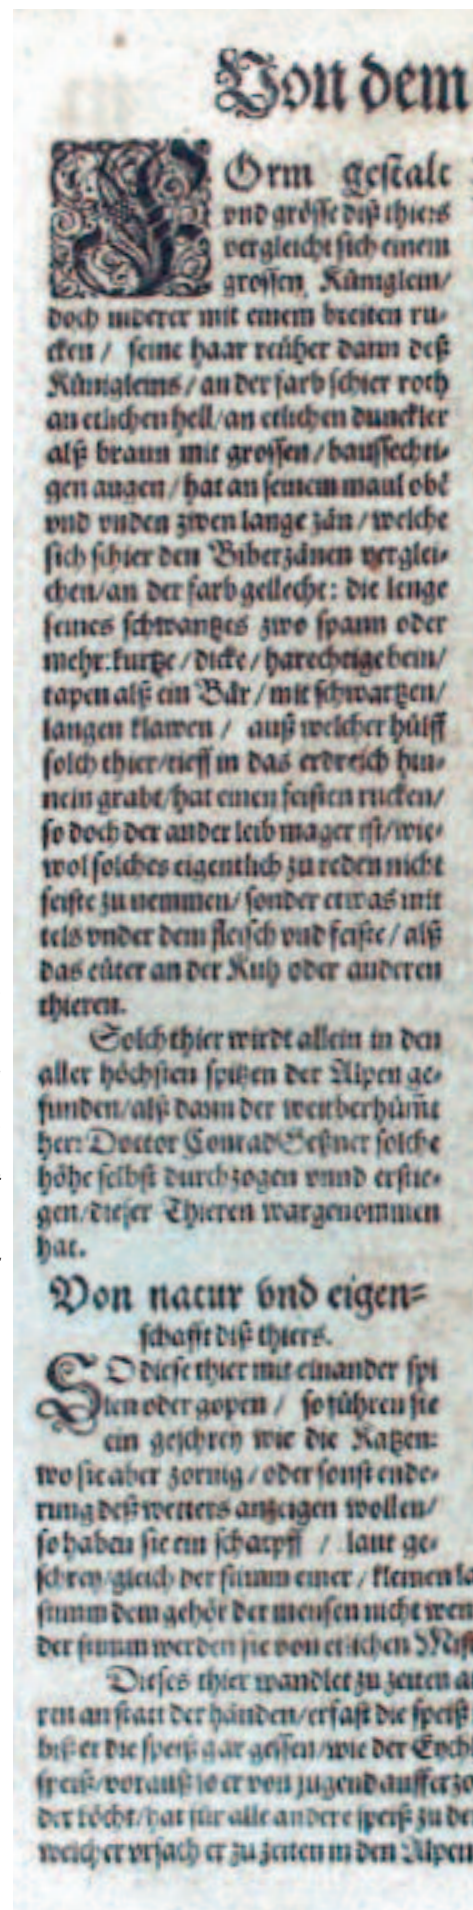 Von dem
FOrm gestalt
vnd grösse diß thiers
vergleicht sich einem
grossen Küniglein/
doch niderer mit einem breiten ru-
cken / seine haar reüher dann deß
Künigleins / an der farb schier roth
an etlichen hell/an etlichen dunckler
alß braun mit grossen / baussechti-
gen augen / hat an seinem maul obē
vnd vnden zwen lange zän / welche
sich schier den Biberzänen verglei-
chen/an der farb gellecht: die lenge
seines schwantzes zwo spann oder
mehr: kurtze / dicke / harechtige bein/
tapen alß ein Bär / mit schwartzen/
langen klawen / auß welcher hülff
solch thier/tieff in das erdreich hin-
nein grabt/hat einen feisten rucken/
so doch der ander leib mager ist/wie-
wol solches eigentlich zu reden nicht
feiste zu nemmen/ sonder etwas mit
tels vnder dem fleisch vnd feiste / alß
das eüter an der Kuh oder anderen
thieren.
Solch thier wirdt allein in den
aller höchsten spitzen der Alpen ge-
funden/alß dann der weitberhümt
herr Doctor Conrad Geßner solche
höhe selbst durchzogen vnnd erstie-
gen/dieser Thieren wargenommen
hat.
Von natur vnd eigen=
schafft diß thiers.
SO diese thier mit einander spi
len oder gopen / so führen sie
ein geschrey wie die Katzen:
wo sie aber zornig / oder sonst ende-
rung deß wetters anzeigen wollen/
so haben sie ein scharpff / laut ge-
schrey/gleich der stimm einer / kleinen
stimm dem gehör der menschen nicht
der stimm werden sie von etlichen
Dieses thier wandlet zu zeiten
ren an statt der händen/erfaßt die speiß
biß er die speiß gar gessen/wie der
speiß/vorauß so er von jugend
der köcht/hat für alle andere speiß zu
welcher vrsach er zu zeiten in den Alpen